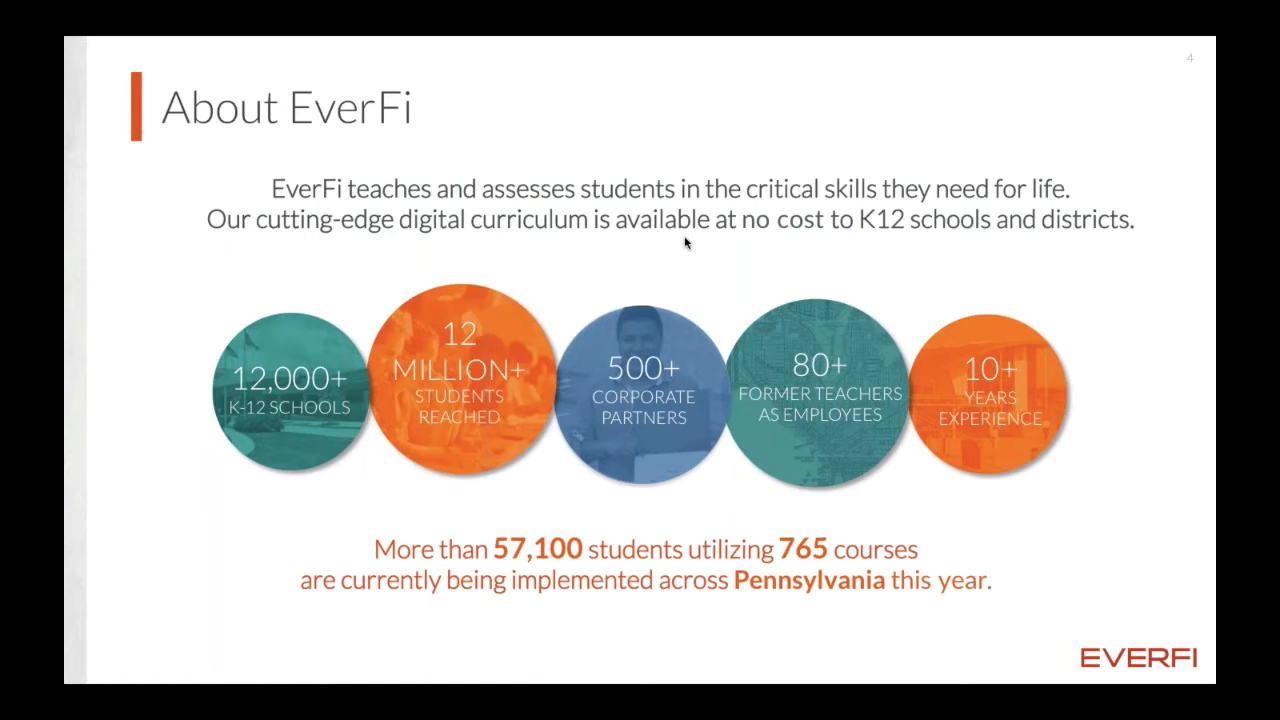 4
About EverFi
EverFi teaches and assesses students in the critical skills they need for life.
Our cutting-edge digital curriculum is available at no cost to K12 schools and districts.
12,000+
K-12 SCHOOLS
12
MILLION+
STUDENTS
REACHED
500+
CORPORATE
PARTNERS
80+
FORMER TEACHERS
AS EMPLOYEES
10+
YEARS
EXPERIENCE
More than 57,100 students utilizing 765 courses
are currently being implemented across Pennsylvania this year.
EVERFI